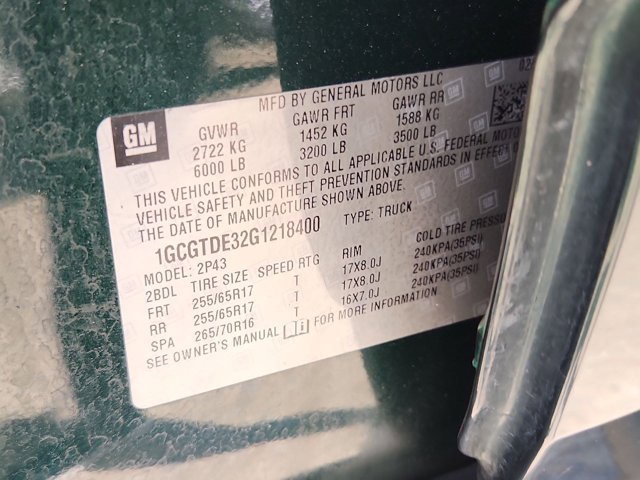 MFD BY GENERAL MOTORS LLC
02/
GM
GVWR GAWR FRT GAWR RR
2722 KG 1452 KG 1588 KG
6000 LB 3200 LB 3500 LB
THIS VEHICLE CONFORMS TO ALL APPLICABLE U.S. FEDERAL MOTO
VEHICLE SAFETY AND THEFT PREVENTION STANDARDS IN EFFECT O
THE DATE OF MANUFACTURE SHOWN ABOVE.
1GCGTDE32G1218400 TYPE: TRUCK
MODEL: 2P43
2BDL TIRE SIZE SPEED RTG RIM COLD TIRE PRESSU
FRT 255/65R17 T 17X8.0J 240KPA(35PSI)
RR 255/65R17 T 17X8.0J 240KPA(35PSI)
SPA 265/70R16 T 16X7.0J 240KPA(35PSI)
SEE OWNER'S MANUAL FOR MORE INFORMATION